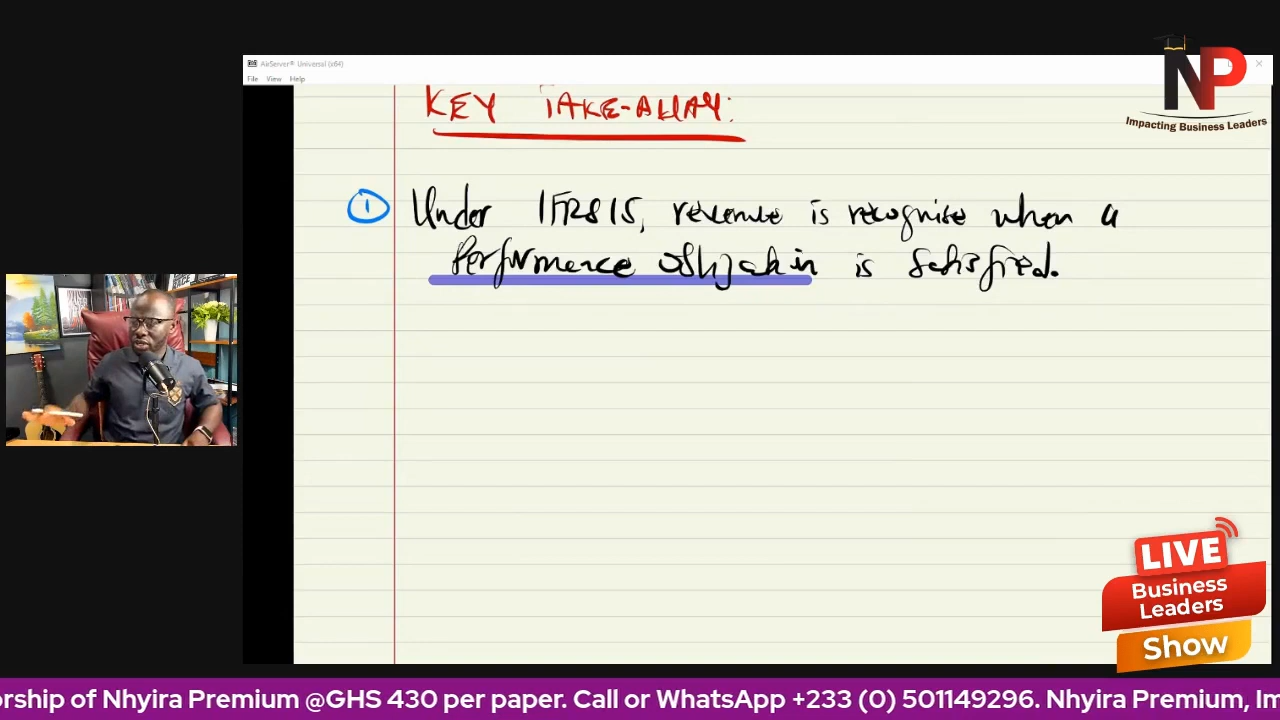 AirServer® Universal (x64)
File View Help
NP
Impacting Business Leaders
KEY TAKE-AWAY:
1 Under IFRS 15, revenue is recognise when a
Performance obligation is satisfied.
LIVE
Business
Leaders
Show
orship of Nhyira Premium @GHS 430 per paper. Call or WhatsApp +233 (0) 501149296. Nhyira Premium, Im